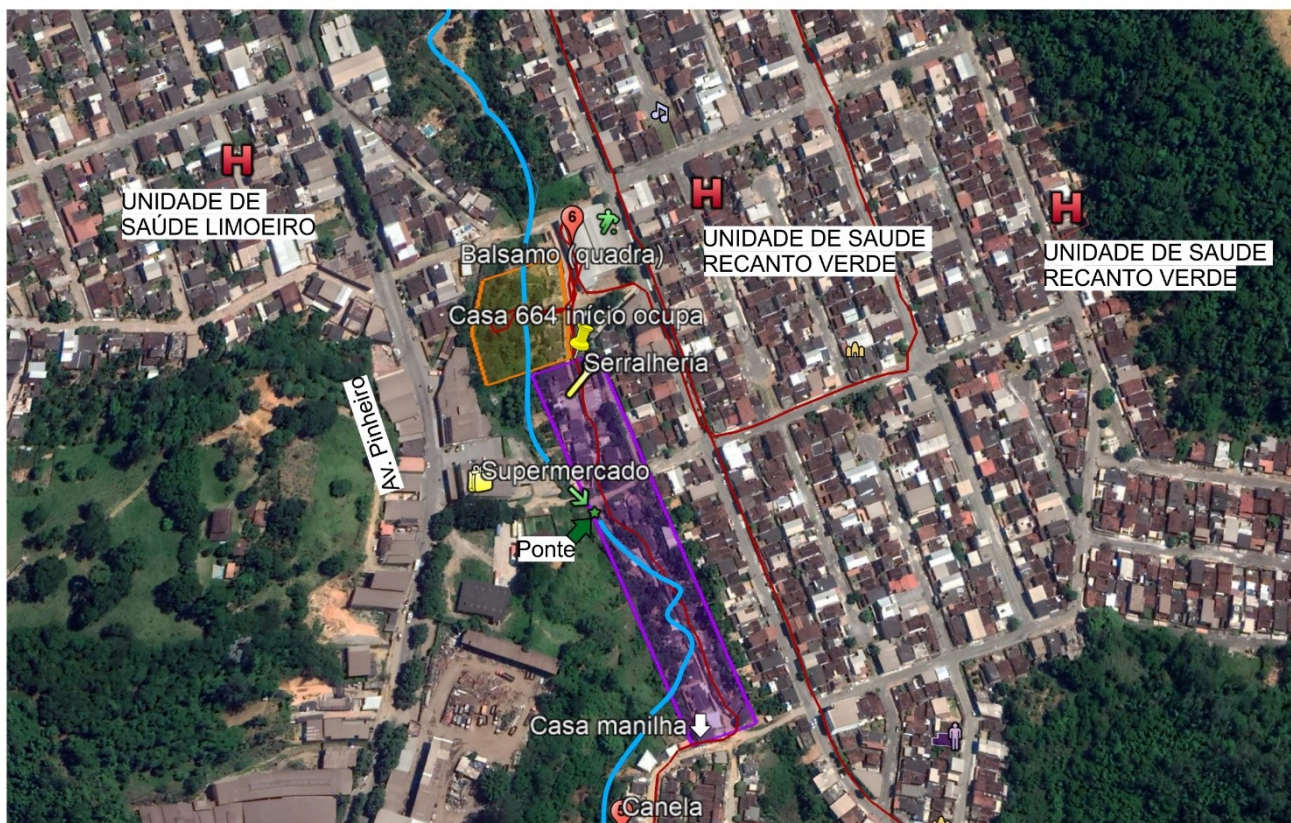 H
UNIDADE DE
SAÚDE LIMOEIRO
H
UNIDADE DE SAUDE
RECANTO VERDE
H
UNIDADE DE SAUDE
RECANTO VERDE
6
Balsamo (quadra)
Casa 664 início ocupa
Serralheria
Av. Pinheiro
Supermercado
Ponte
Casa manilha
Canela